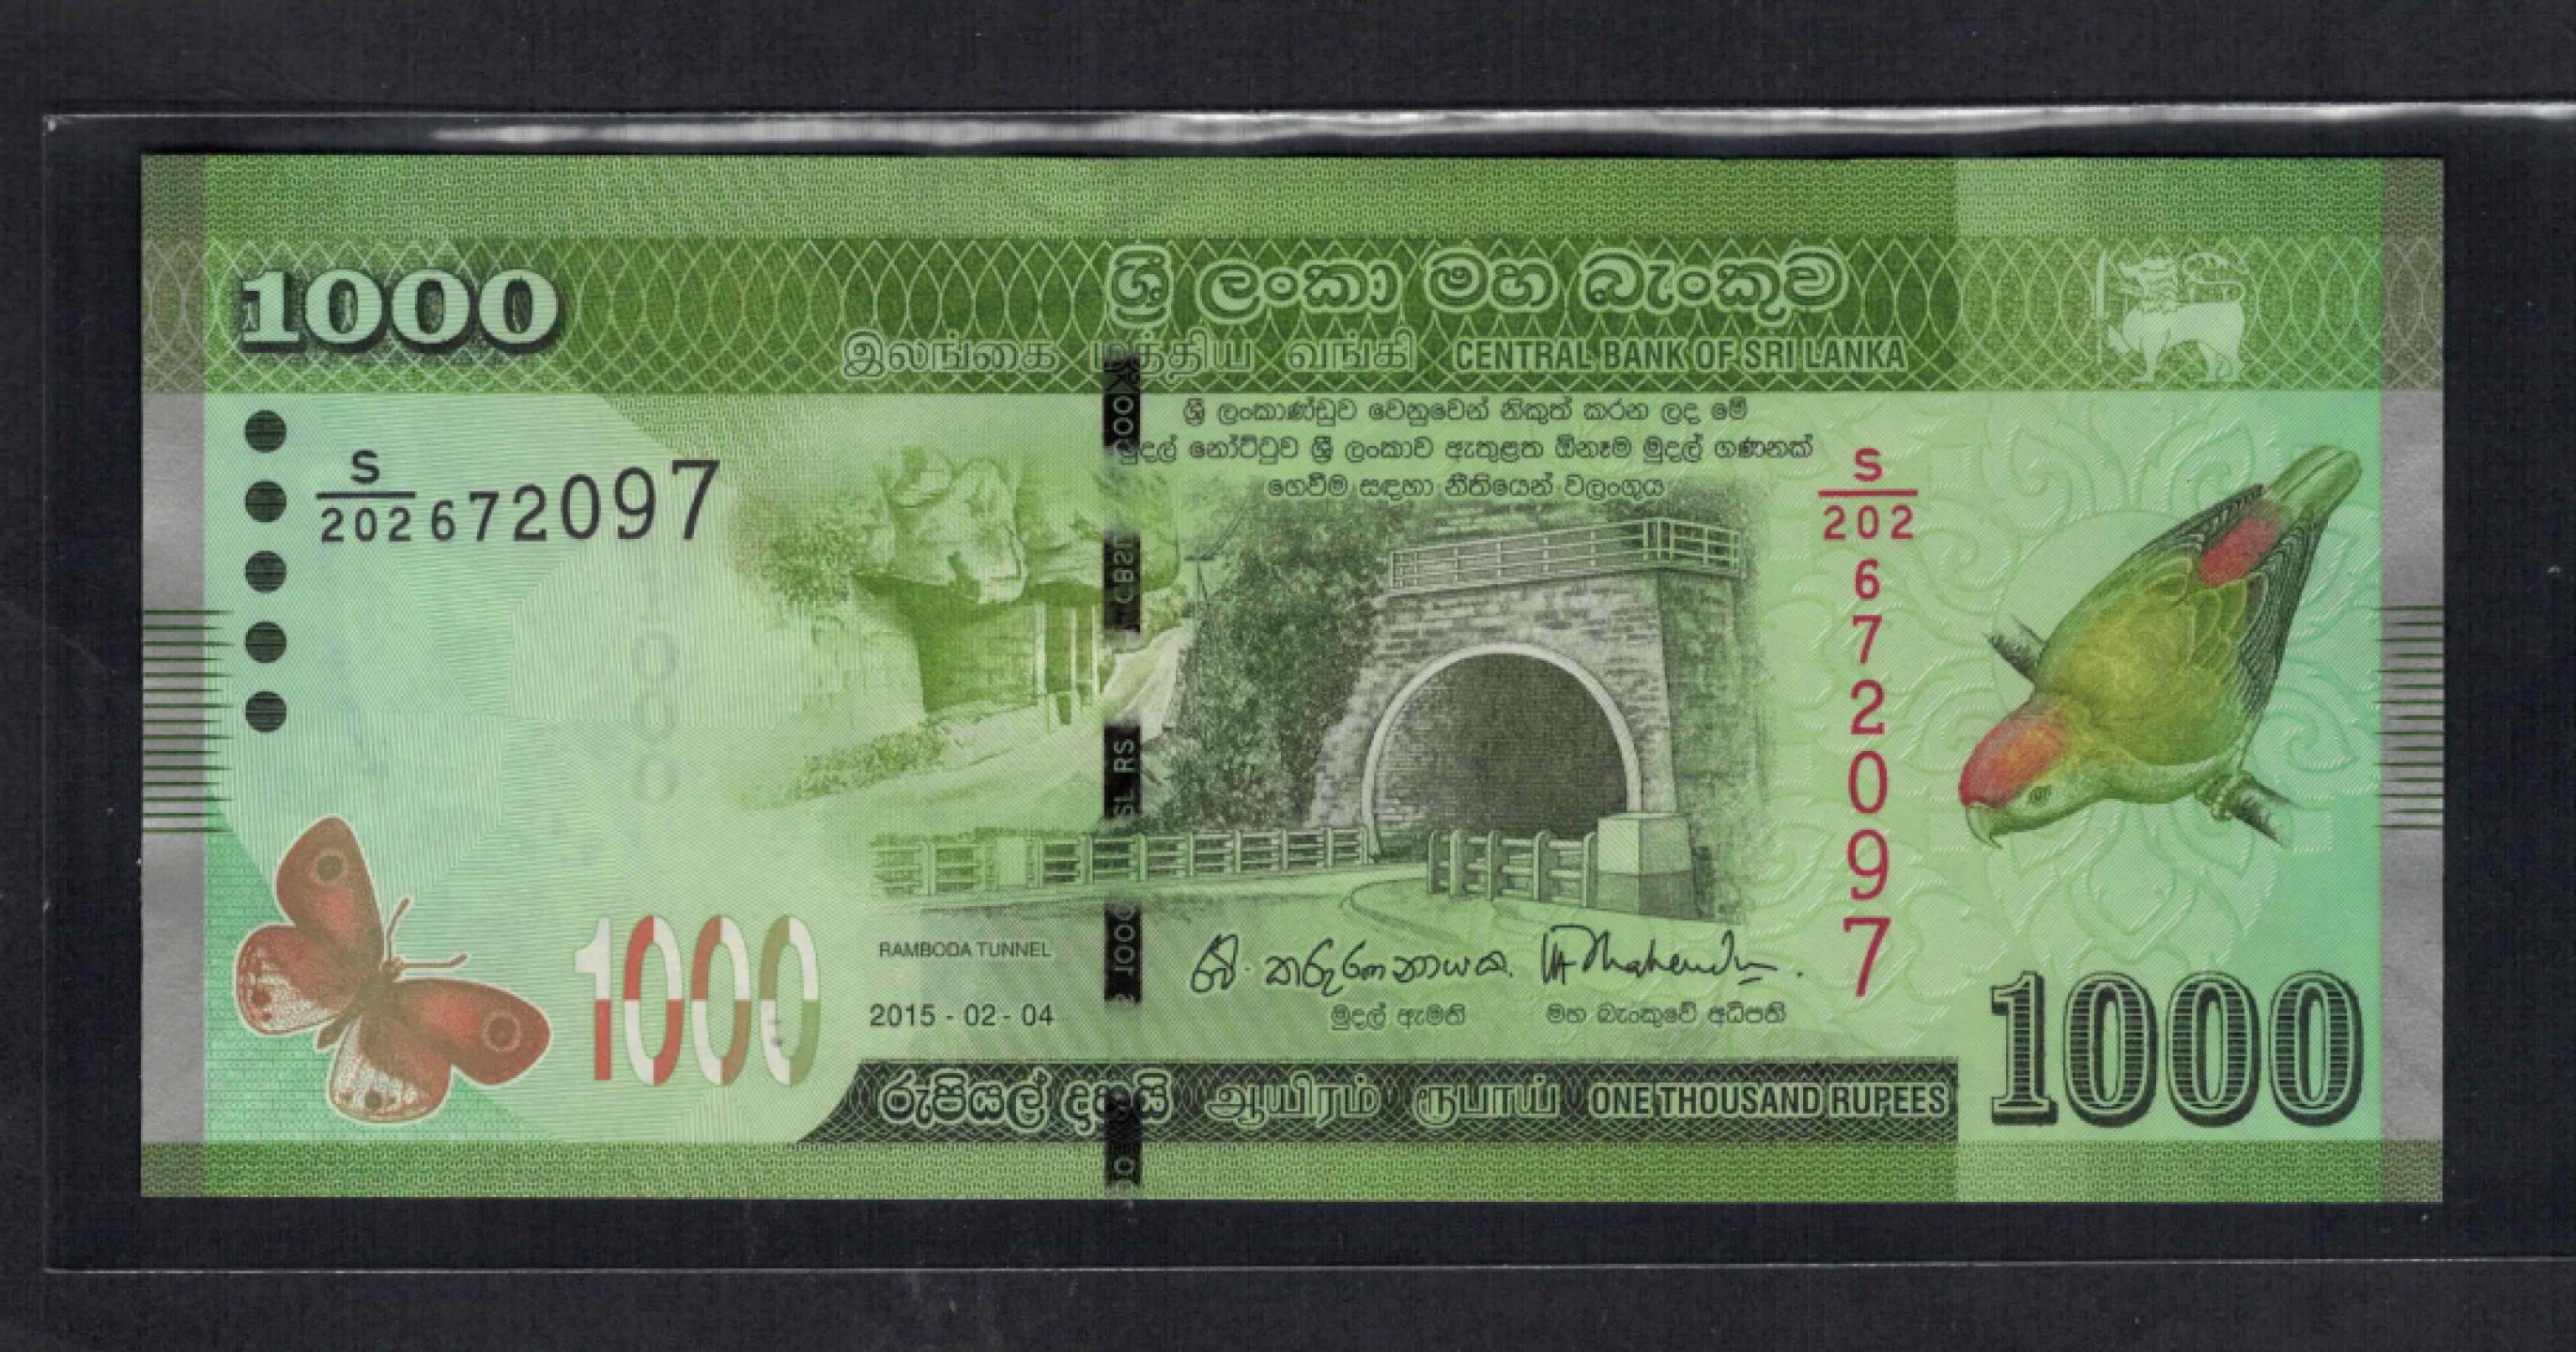 1000
ශ්‍රී ලංකා මහ බැංකුව
இலங்கை மத்திய வங்கி CENTRAL BANK OF SRI LANKA
ශ්‍රී ලංකාණ්ඩුව වෙනුවෙන් නිකුත් කරන ලද මේ
මුදල් නෝට්ටුව ශ්‍රී ලංකාව ඇතුළත ඕනෑම මුදල් ගණනක්
ගෙවීම සඳහා නීතියෙන් වලංගුය
S/202 672097
S/202 672097
1000
RAMBODA TUNNEL
2015 - 02 - 04
මුදල් ඇමති
මහ බැංකුවේ අධිපති
1000
රුපියල් දාහයි ஆயிரம் ரூபாய் ONE THOUSAND RUPEES